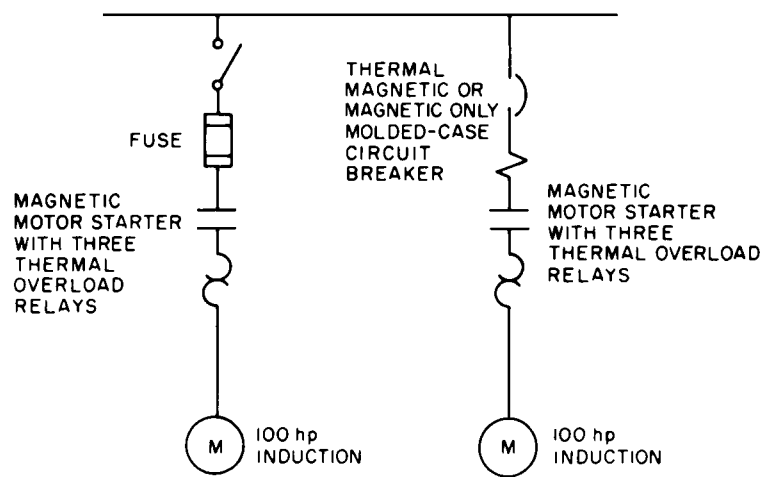 FUSE
MAGNETIC
MOTOR STARTER
WITH THREE
THERMAL
OVERLOAD
RELAYS
M
100 hp
INDUCTION
THERMAL
MAGNETIC OR
MAGNETIC ONLY
MOLDED-CASE
CIRCUIT
BREAKER
MAGNETIC
MOTOR STARTER
WITH THREE
THERMAL OVERLOAD
RELAYS
M
100 hp
INDUCTION